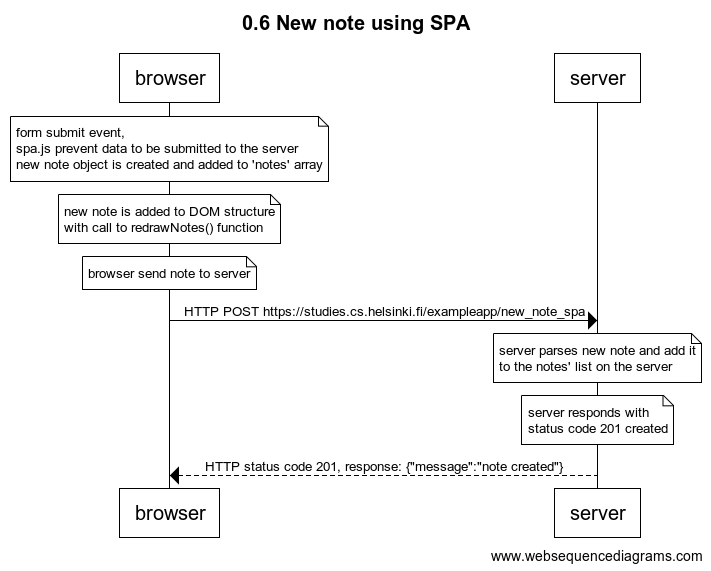 0.6 New note using SPA
browser
server
form submit event,
spa.js prevent data to be submitted to the server
new note object is created and added to 'notes' array
new note is added to DOM structure
with call to redrawNotes() function
browser send note to server
HTTP POST https://studies.cs.helsinki.fi/exampleapp/new_note_spa
server parses new note and add it
to the notes' list on the server
server responds with
status code 201 created
HTTP status code 201, response: {"message":"note created"}
browser
server
www.websequencediagrams.com